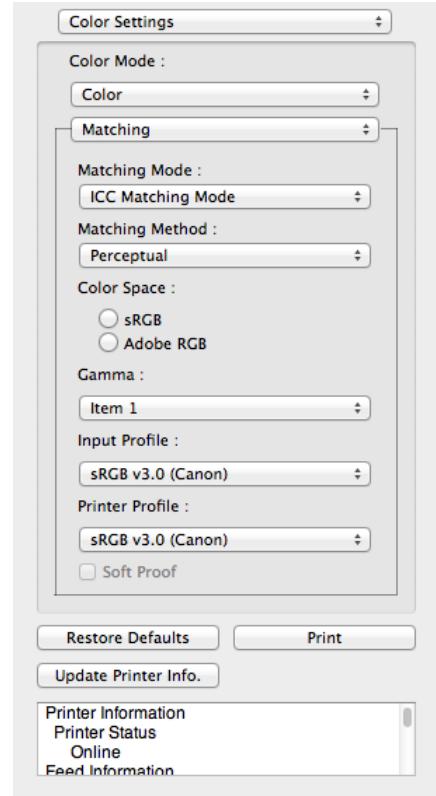 Color Settings
Color Mode :
Color
Matching
Matching Mode :
ICC Matching Mode
Matching Method :
Perceptual
Color Space :
sRGB
Adobe RGB
Gamma :
Item 1
Input Profile :
sRGB v3.0 (Canon)
Printer Profile :
sRGB v3.0 (Canon)
Soft Proof
Restore Defaults
Print
Update Printer Info.
Printer Information
Printer Status
Online
Feed Information